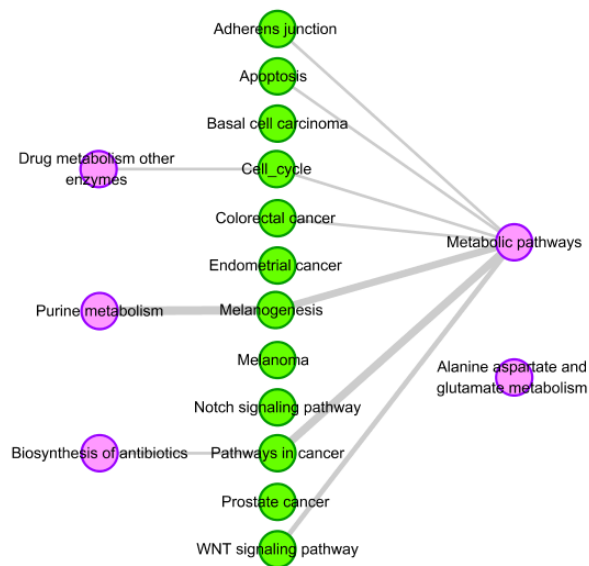 Adherens junction
Apoptosis
Basal cell carcinoma
Drug metabolism other
enzymes
Cell_cycle
Colorectal cancer
Metabolic pathways
Endometrial cancer
Purine metabolism
Melanogenesis
Melanoma
Alanine aspartate and
glutamate metabolism
Notch signaling pathway
Biosynthesis of antibiotics
Pathways in cancer
Prostate cancer
WNT signaling pathway